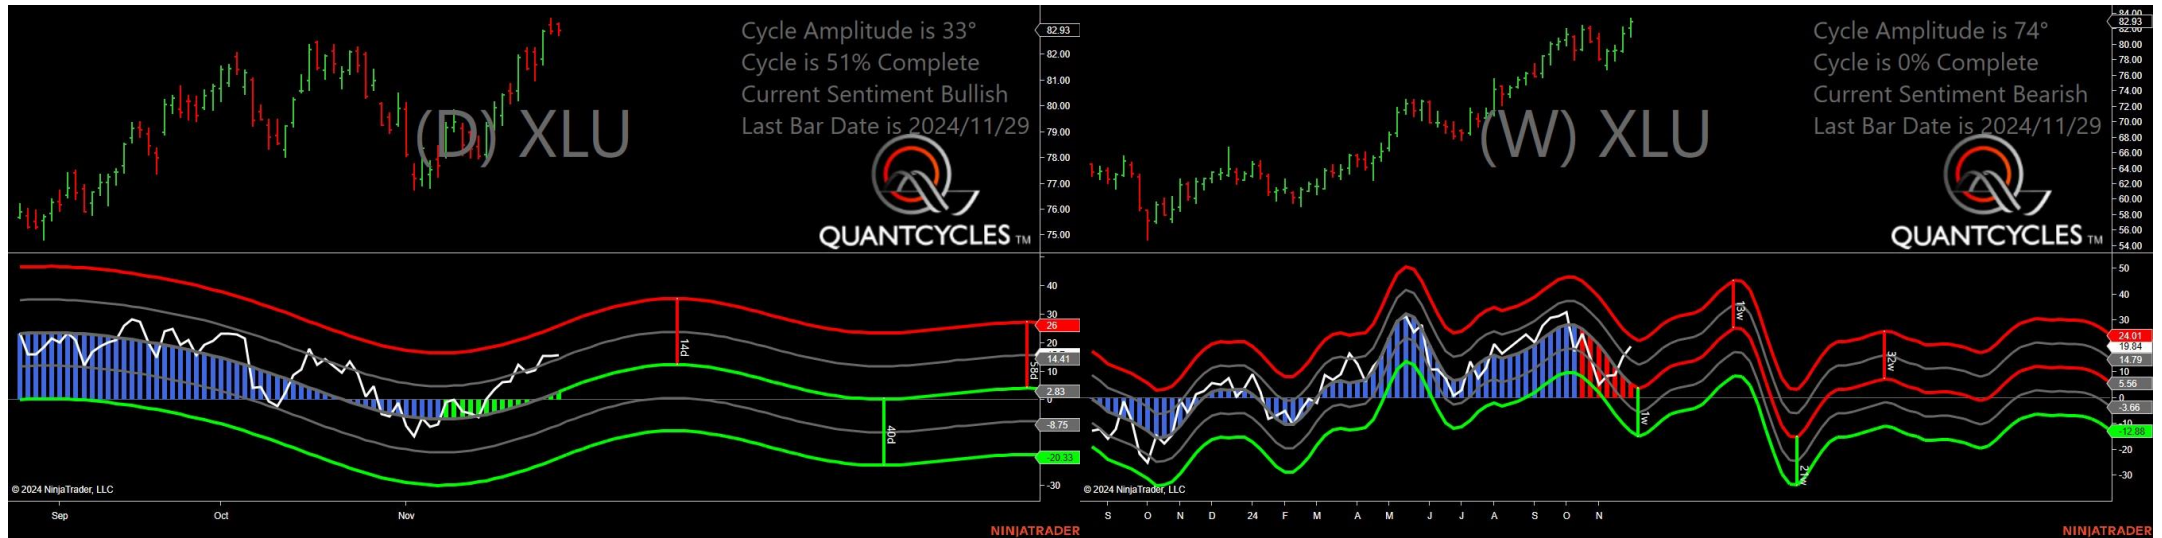 Cycle Amplitude is 33°
Cycle is 51% Complete
Current Sentiment Bullish
Last Bar Date is 2024/11/29
(D) XLU
QUANTCYCLES TM
82.93
82.00
81.00
80.00
79.00
78.00
77.00
76.00
75.00
14d
40d
58d
40
30
26
20
14.41
10
2.83
0
-8.75
-20.33
-30
© 2024 NinjaTrader, LLC
Sep Oct Nov
NINJATRADER
Cycle Amplitude is 74°
Cycle is 0% Complete
Current Sentiment Bearish
Last Bar Date is 2024/11/29
(W) XLU
QUANTCYCLES TM
84.00
82.93
82.00
80.00
78.00
76.00
74.00
72.00
70.00
68.00
66.00
64.00
62.00
60.00
58.00
56.00
54.00
1w
13w
21w
32w
50
40
30
24.01
19.84
14.79
10
5.56
0
-3.66
-10
-12.88
-20
-30
© 2024 NinjaTrader, LLC
S O N D 24 F M A M J J A S O N
NINJATRADER